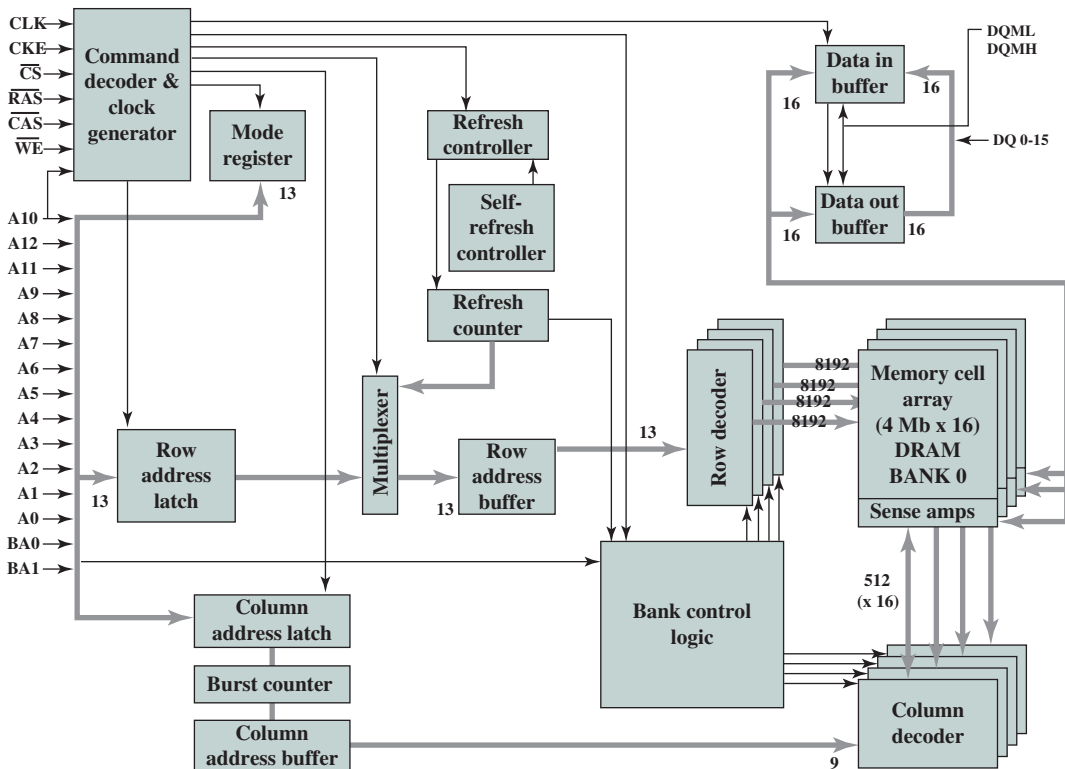 CLK
CKE
C̅S̅
R̅A̅S̅
C̅A̅S̅
W̅E̅
A10
A12
A11
A9
A8
A7
A6
A5
A4
A3
A2
A1
A0
BA0
BA1
Command
decoder &
clock
generator
Mode
register
13
Refresh
controller
Self-
refresh
controller
Refresh
counter
Data in
buffer
16
16
DQML
DQMH
DQ 0-15
Data out
buffer
16
16
13
Row
address
latch
Multiplexer
13
Row
address
buffer
13
Row decoder
8192
8192
8192
8192
Memory cell
array
(4 Mb x 16)
DRAM
BANK 0
Sense amps
Bank control
logic
512
(x 16)
Column
address latch
Burst counter
Column
address buffer
9
Column
decoder